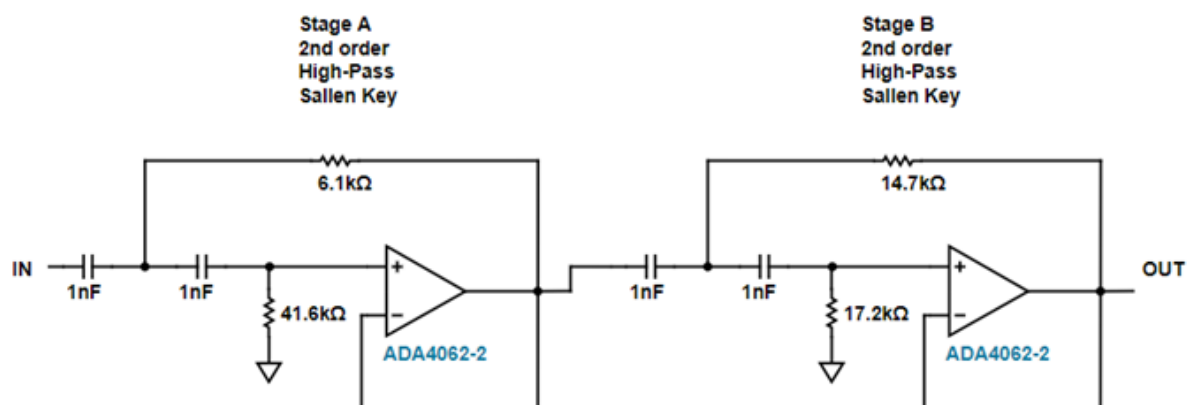 Stage A
2nd order
High-Pass
Sallen Key
Stage B
2nd order
High-Pass
Sallen Key
6.1kΩ
14.7kΩ
IN
1nF
1nF
+
−
41.6kΩ
ADA4062-2
1nF
1nF
+
−
17.2kΩ
ADA4062-2
OUT